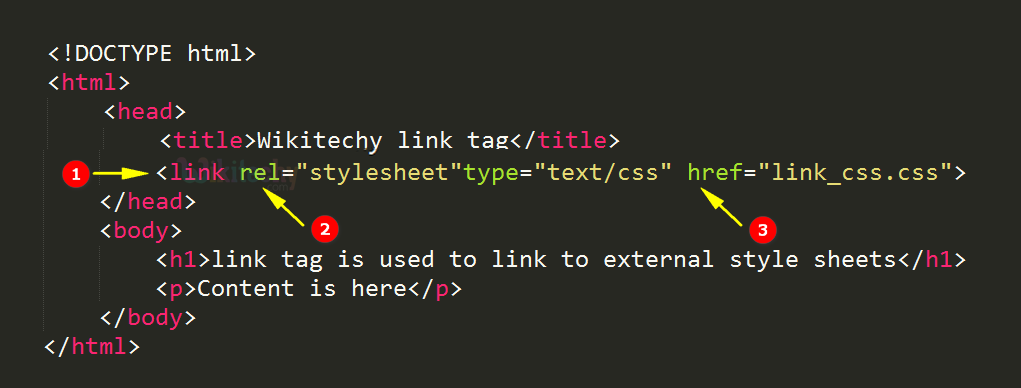 <!DOCTYPE html>
<html>
<head>
<title>Wikitechy link tag</title>
1 <link rel="stylesheet"type="text/css" href="link_css.css">
</head>
<body>
2 3
<h1>link tag is used to link to external style sheets</h1>
<p>Content is here</p>
</body>
</html>